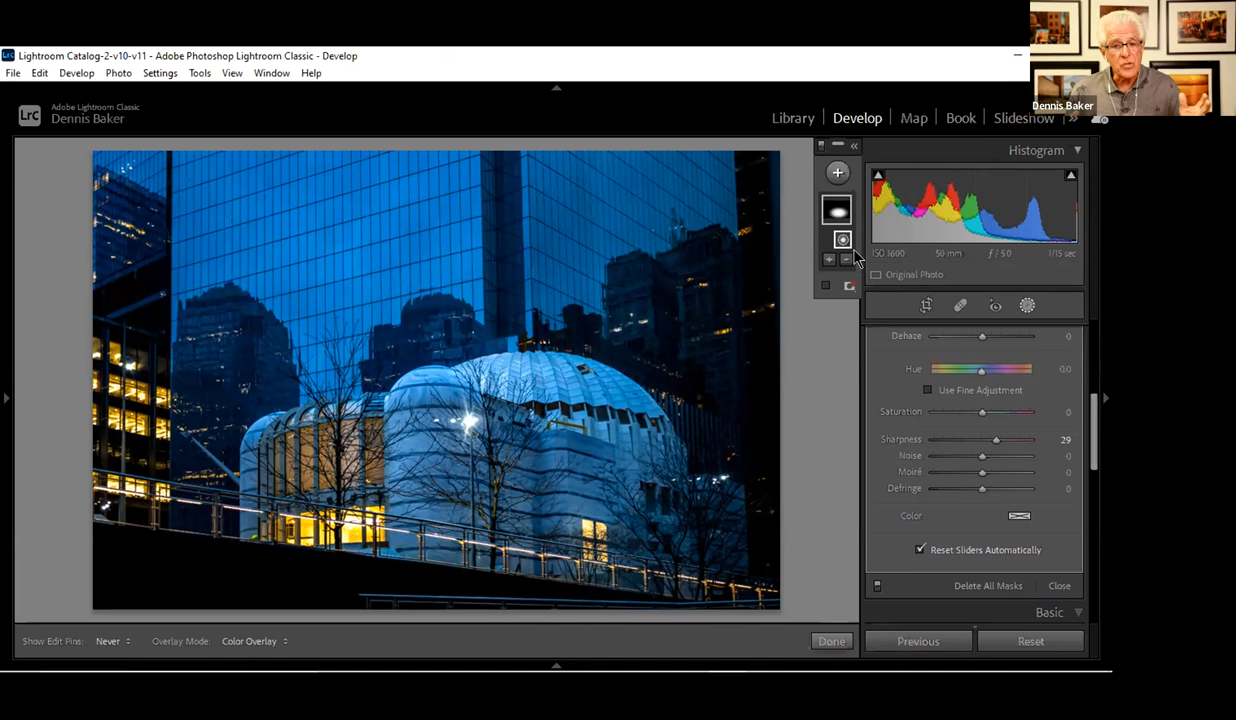 Lightroom Catalog-2-v10-v11 - Adobe Photoshop Lightroom Classic - Develop
File Edit Develop Photo Settings Tools View Window Help
Dennis Baker
Lrc
Adobe Lightroom Classic
Dennis Baker
Library Develop Map Book Slideshow
Histogram
ISO 1600 50 mm ƒ / 5.0 1/15 sec
Original Photo
Dehaze 0
Hue 0.0
Use Fine Adjustment
Saturation 0
Sharpness 29
Noise 0
Moiré 0
Defringe 0
Color
Reset Sliders Automatically
Delete All Masks Close
Basic
Show Edit Pins: Never Overlay Mode: Color Overlay Done
Previous Reset